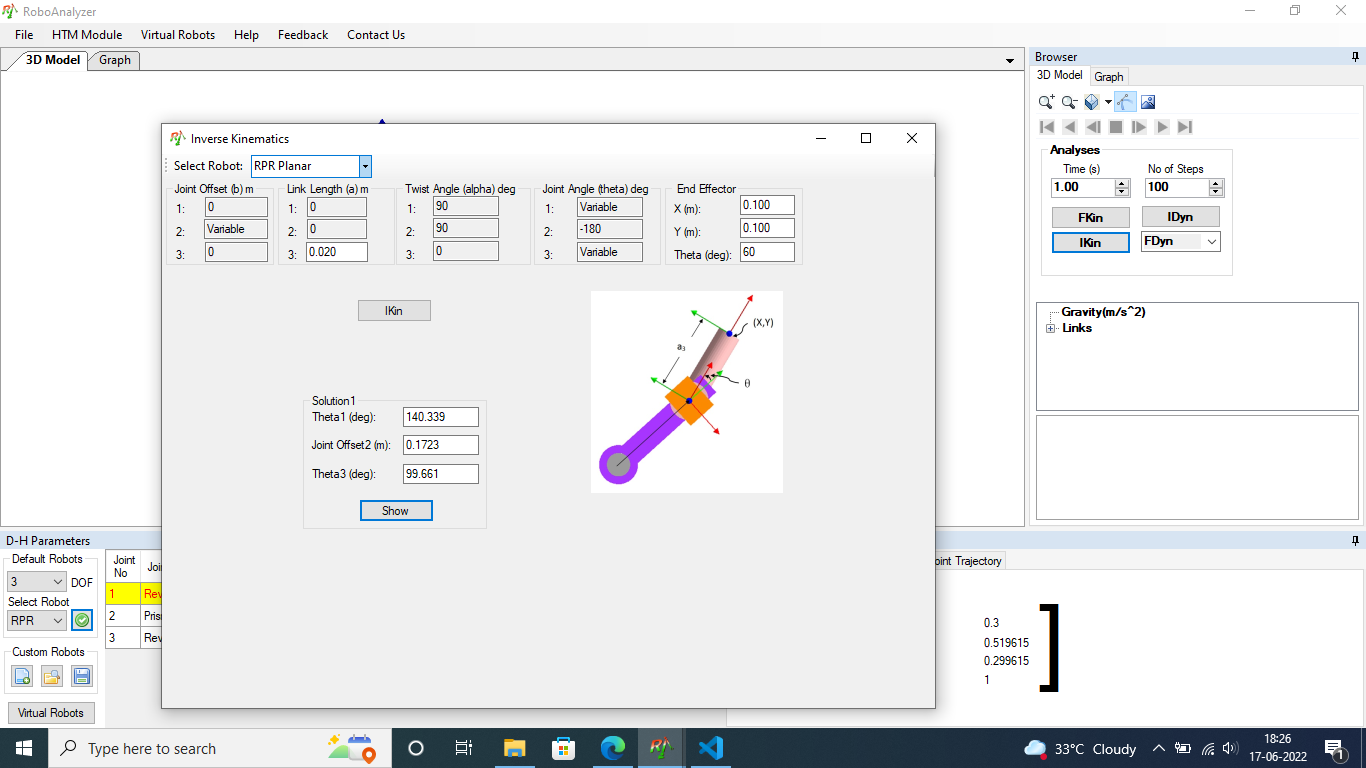 RoboAnalyzer
File HTM Module Virtual Robots Help Feedback Contact Us
3D Model Graph
Browser
3D Model Graph
Analyses
Time (s) No of Steps
1.00 100
FKin IDyn
IKin FDyn
Gravity(m/s^2)
Links
Inverse Kinematics
Select Robot: RPR Planar
Joint Offset (b) m Link Length (a) m Twist Angle (alpha) deg Joint Angle (theta) deg End Effector
1: 0 1: 0 1: 90 1: Variable X (m): 0.100
2: Variable 2: 0 2: 90 2: -180 Y (m): 0.100
3: 0 3: 0.020 3: 0 3: Variable Theta (deg): 60
IKin
(X,Y)
a3
θ
Solution1
Theta1 (deg): 140.339
Joint Offset2 (m): 0.1723
Theta3 (deg): 99.661
Show
D-H Parameters
Default Robots
3 DOF
Select Robot
RPR
Custom Robots
Virtual Robots
Joint No Joi
1 Rev
2 Pris
3 Rev
oint Trajectory
0.3
0.519615
0.299615
1
Type here to search
33°C Cloudy
18:26
17-06-2022
1